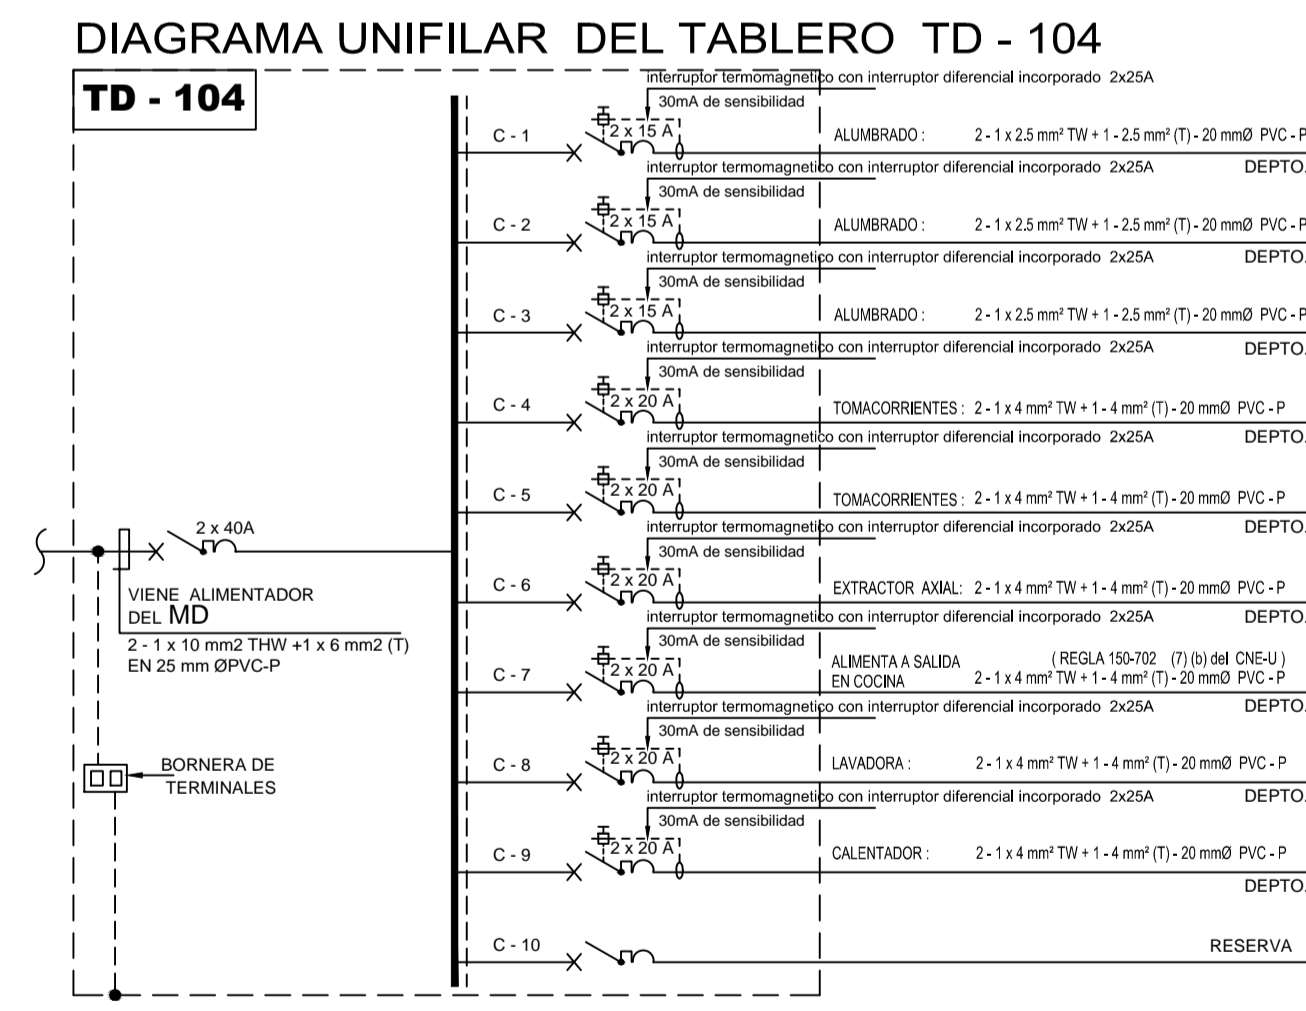 DIAGRAMA UNIFILAR DEL TABLERO TD - 104
TD - 104
interruptor termomagnetico con interruptor diferencial incorporado 2x25A
30mA de sensibilidad
C - 1
2 x 15 A
ALUMBRADO : 2 - 1 x 2.5 mm² TW + 1 - 2.5 mm² (T) - 20 mmØ PVC - P
DEPTO.
interruptor termomagnetico con interruptor diferencial incorporado 2x25A
30mA de sensibilidad
C - 2
2 x 15 A
ALUMBRADO : 2 - 1 x 2.5 mm² TW + 1 - 2.5 mm² (T) - 20 mmØ PVC - P
DEPTO.
interruptor termomagnetico con interruptor diferencial incorporado 2x25A
30mA de sensibilidad
C - 3
2 x 15 A
ALUMBRADO : 2 - 1 x 2.5 mm² TW + 1 - 2.5 mm² (T) - 20 mmØ PVC - P
DEPTO.
interruptor termomagnetico con interruptor diferencial incorporado 2x25A
30mA de sensibilidad
C - 4
2 x 20 A
TOMACORRIENTES : 2 - 1 x 4 mm² TW + 1 - 4 mm² (T) - 20 mmØ PVC - P
DEPTO.
interruptor termomagnetico con interruptor diferencial incorporado 2x25A
30mA de sensibilidad
C - 5
2 x 20 A
TOMACORRIENTES : 2 - 1 x 4 mm² TW + 1 - 4 mm² (T) - 20 mmØ PVC - P
DEPTO.
interruptor termomagnetico con interruptor diferencial incorporado 2x25A
30mA de sensibilidad
C - 6
2 x 20 A
EXTRACTOR AXIAL: 2 - 1 x 4 mm² TW + 1 - 4 mm² (T) - 20 mmØ PVC - P
DEPTO.
interruptor termomagnetico con interruptor diferencial incorporado 2x25A
30mA de sensibilidad
C - 7
2 x 20 A
ALIMENTA A SALIDA ( REGLA 150-702 (7) (b) del CNE-U )
EN COCINA 2 - 1 x 4 mm² TW + 1 - 4 mm² (T) - 20 mmØ PVC - P
DEPTO.
interruptor termomagnetico con interruptor diferencial incorporado 2x25A
30mA de sensibilidad
C - 8
2 x 20 A
LAVADORA : 2 - 1 x 4 mm² TW + 1 - 4 mm² (T) - 20 mmØ PVC - P
DEPTO.
interruptor termomagnetico con interruptor diferencial incorporado 2x25A
30mA de sensibilidad
C - 9
2 x 20 A
CALENTADOR : 2 - 1 x 4 mm² TW + 1 - 4 mm² (T) - 20 mmØ PVC - P
DEPTO.
C - 10
RESERVA
2 x 40A
VIENE ALIMENTADOR
DEL MD
2 - 1 x 10 mm2 THW +1 x 6 mm2 (T)
EN 25 mm ØPVC-P
BORNERA DE
TERMINALES